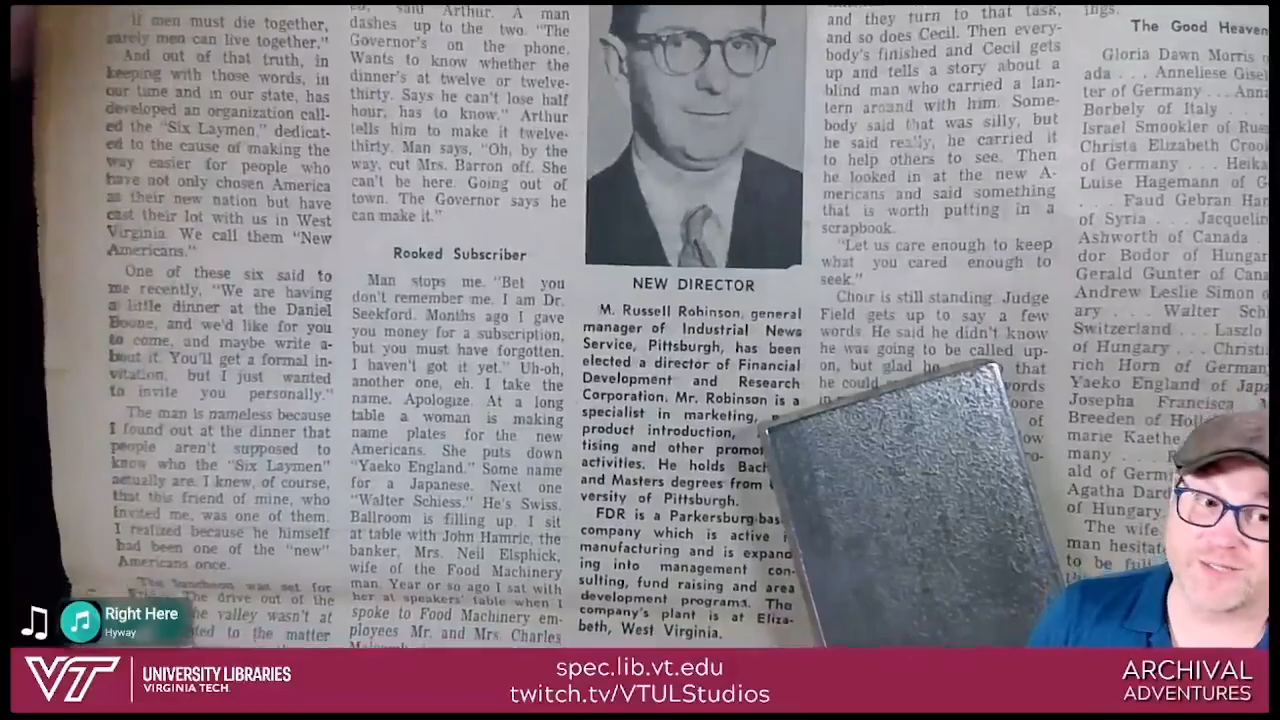 if men must die together,
surely men can live together."
And out of that truth, in
keeping with those words, in
our time and in our state, has
developed an organization call-
ed the "Six Laymen," dedicat-
ed to the cause of making the
way easier for people who
have not only chosen America
as their new nation but have
cast their lot with us in West
Virginia. We call them "New
Americans."
One of these six said to
me recently, "We are having
a little dinner at the Daniel
Boone, and we'd like for you
to come, and maybe write a-
bout it. You'll get a formal in-
vitation, but I just wanted
to invite you personally."
The man is nameless because
I found out at the dinner that
people aren't supposed to
know who the "Six Laymen"
actually are. I knew, of course,
that this friend of mine, who
invited me, was one of them.
I realized because he himself
had been one of the "new"
Americans once.
The luncheon was set for
The drive out of the
he valley wasn't at
to the matter
said Arthur. A man
dashes up to the two. "The
Governor's on the phone.
Wants to know whether the
dinner's at twelve or twelve-
thirty. Says he can't lose half
hour, has to know." Arthur
tells him to make it twelve-
thirty. Man says, "Oh, by the
way, cut Mrs. Barron off. She
can't be here. Going out of
town. The Governor says he
can make it."
Rooked Subscriber
Man stops me. "Bet you
don't remember me. I am Dr.
Seekford. Months ago I gave
you money for a subscription,
but you must have forgotten.
I haven't got it yet." Uh-oh,
another one, eh. I take the
name. Apologize. At a long
table a woman is making
name plates for the new
Americans. She puts down
"Yaeko England." Some name
for a Japanese. Next one
"Walter Schiess." He's Swiss.
Ballroom is filling up. I sit
at table with John Hamric, the
banker, Mrs. Neil Elsphick,
wife of the Food Machinery
man. Year or so ago I sat with
her at speakers' table when I
spoke to Food Machinery em-
ployees Mr. and Mrs. Charles
NEW DIRECTOR
M. Russell Robinson, general
manager of Industrial News
Service, Pittsburgh, has been
elected a director of Financial
Development and Research
Corporation. Mr. Robinson is a
specialist in marketing,
product introduction,
tising and other promo
activities. He holds Bach
and Masters degrees from
versity of Pittsburgh.
FDR is a Parkersburg-bas
company which is active i
manufacturing and is expand
ing into management con-
sulting, fund raising and area
development programs. The
company's plant is at Eliza-
beth, West Virginia.
and they turn to that task,
and so does Cecil. Then every-
body's finished and Cecil gets
up and tells a story about a
blind man who carried a lan-
tern around with him. Some-
body said that was silly, but
he said really, he carried it
to help others to see. Then
he looked in at the new A-
mericans and said something
that is worth putting in a
scrapbook.
"Let us care enough to keep
what you cared enough to
seek."
Choir is still standing. Judge
Field gets up to say a few
words. He said he didn't know
he was going to be called up-
on, but glad he that
he could words
of
ings.
The Good Heaven
Gloria Dawn Morris
ada . . . Anneliese Gisel
ter of Germany . . . Anna
Borbely of Italy
Israel Smookler of Rus
Christa Elizabeth Croo
of Germany . . . Heika
Luise Hagemann of G
. . . . Faud Gebran Har
of Syria . . . . Jacquelin
Ashworth of Canada
dor Bodor of Hungar
Gerald Gunter of Cana
Andrew Leslie Simon
ary . . . . Walter Sch
Switzerland . . . . Laszlo
of Hungary . . . Christi
rich Horn of German
Yaeko England of Japa
Josepha Francisca
Breeden of Holl
marie Kaethe
many
ald of Germ
Agatha Daro
of Hungary.
The wife
man hesitat
to be full
Right Here
Hyway
VT UNIVERSITY LIBRARIES
VIRGINIA TECH.
spec.lib.vt.edu
twitch.tv/VTULStudios
ARCHIVAL
ADVENTURES